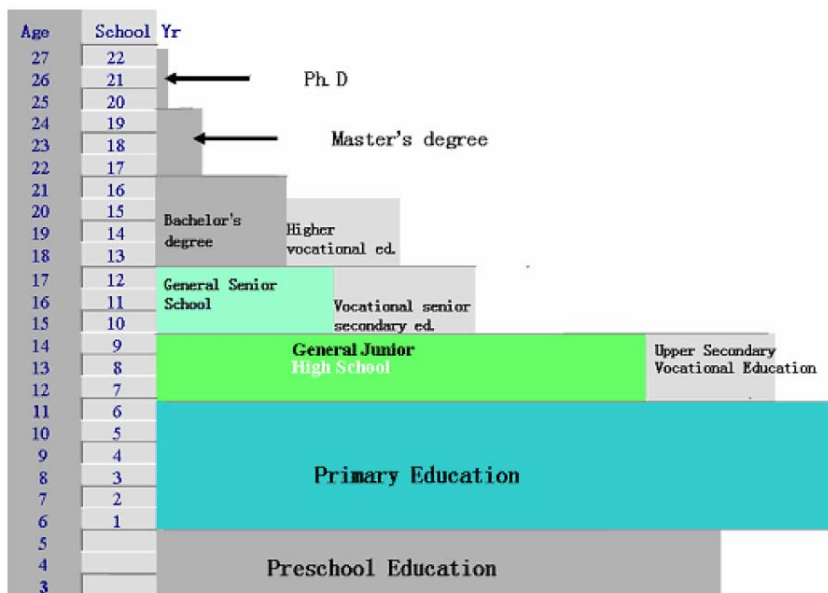 Age School Yr
27 22
26 21 Ph. D
25 20
24 19
23 18 Master's degree
22 17
21 16
20 15
19 14
18 13
Bachelor's
degree
Higher
vocational ed.
17 12
16 11
15 10
General Senior
School
Vocational senior
secondary ed.
14 9
13 8
12 7
General Junior
High School
Upper Secondary
Vocational Education
11 6
10 5
9 4
8 3
7 2
6 1
Primary Education
5
4
3
Preschool Education